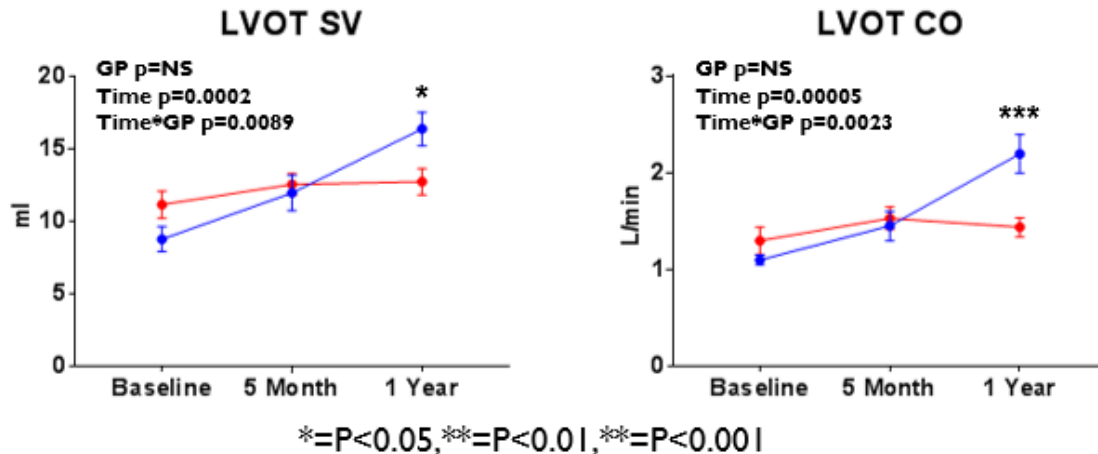 LVOT SV
GP p=NS
Time p=0.0002
Time*GP p=0.0089
20
15
10
5
0
ml
*
Baseline 5 Month 1 Year
LVOT CO
GP p=NS
Time p=0.00005
Time*GP p=0.0023
3
2
1
0
L/min
***
Baseline 5 Month 1 Year
*=P<0.05,**=P<0.01,**=P<0.001